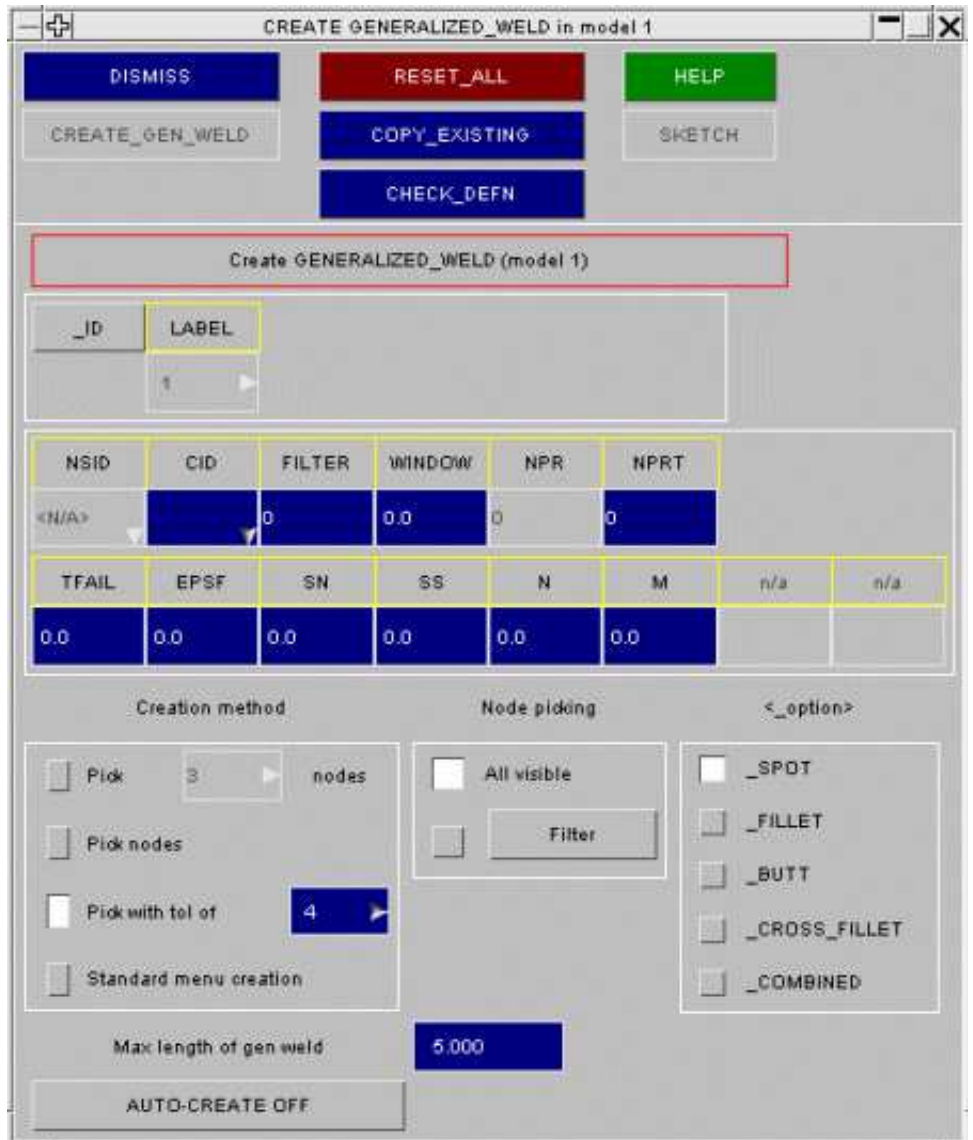 CREATE GENERALIZED_WELD in model 1
DISMISS RESET_ALL HELP
CREATE_GEN_WELD COPY_EXISTING SKETCH
CHECK_DEFN
Create GENERALIZED_WELD (model 1)
_ID LABEL
1
NSID CID FILTER WINDOW NPR NPRT
<N/A> 0 0.0 0 0
TFAIL EPSF SN SS N M n/a n/a
0.0 0.0 0.0 0.0 0.0 0.0
Creation method Node picking <_option>
Pick 3 nodes All visible _SPOT
Filter _FILLET
Pick nodes
_BUTT
Pick with tol of 4 _CROSS_FILLET
Standard menu creation _COMBINED
Max length of gen weld 5.000
AUTO-CREATE OFF